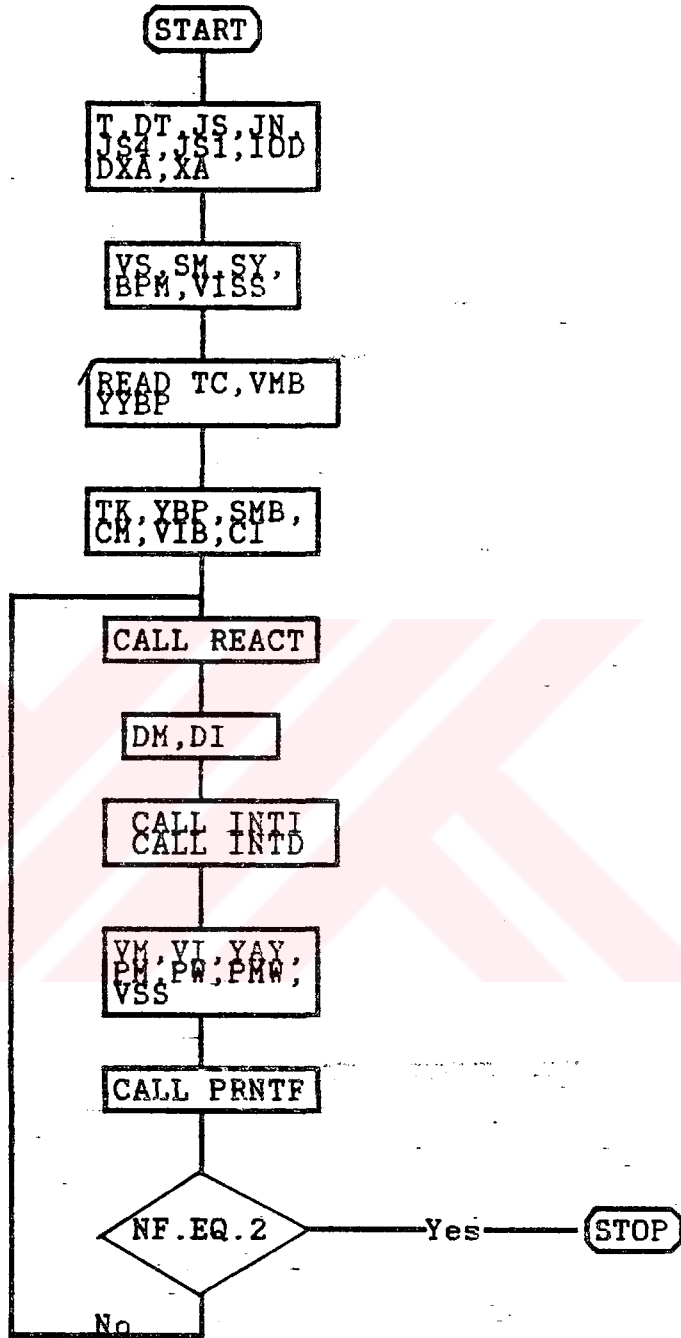 START
T,DT,JS,JN,
JS4,JS1,IOD
DXA,XA
VS,SM,SY,
BPM,VISS
READ TC,VMB
YYBP
TK,YBP,SMB,
CM,VIB,CI
CALL REACT
DM,DI
CALL INTI
CALL INTD
VM,VI,YAY,
PM,PW,PMW,
VSS
CALL PRNTF
NF.EQ.2
Yes
STOP
No